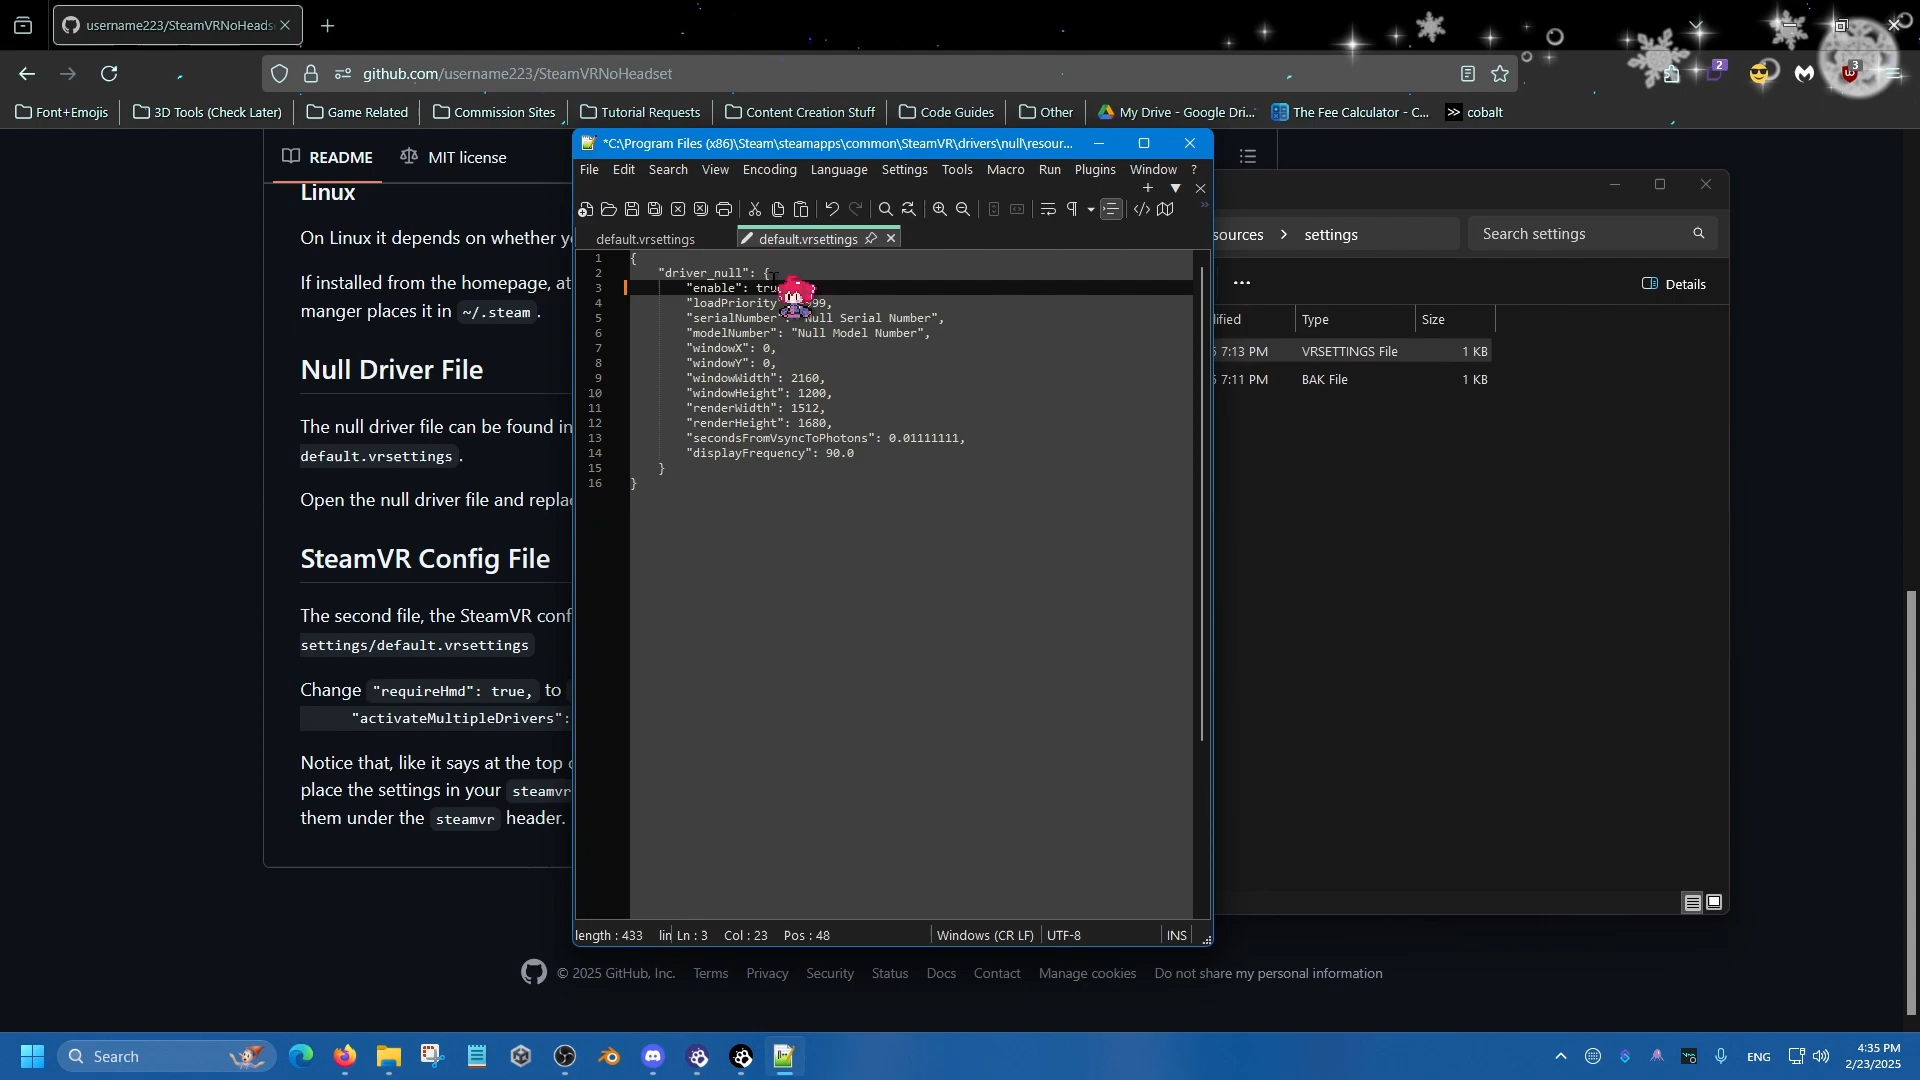 username223/SteamVRNoHeads
github.com/username223/SteamVRNoHeadset
2
3
Font+Emojis
3D Tools (Check Later)
Game Related
Commission Sites
Tutorial Requests
Content Creation Stuff
Code Guides
Other
My Drive - Google Dri...
The Fee Calculator - C...
cobalt
README
MIT license
Linux
On Linux it depends on whether y
If installed from the homepage, at
manger places it in ~/.steam.
Null Driver File
The null driver file can be found in
default.vrsettings.
Open the null driver file and repla
SteamVR Config File
The second file, the SteamVR conf
settings/default.vrsettings
Change "requireHmd": true, to
"activateMultipleDrivers":
Notice that, like it says at the top
place the settings in your steamvr
them under the steamvr header.
*C:\Program Files (x86)\Steam\steamapps\common\SteamVR\drivers\null\resour...
File Edit Search View Encoding Language Settings Tools Macro Run Plugins Window ?
default.vrsettings
default.vrsettings
1 {
2 "driver_null": {
3 "enable": tru
4 "loadPriority 999,
5 "serialNumber": "Null Serial Number",
6 "modelNumber": "Null Model Number",
7 "windowX": 0,
8 "windowY": 0,
9 "windowWidth": 2160,
10 "windowHeight": 1200,
11 "renderWidth": 1512,
12 "renderHeight": 1680,
13 "secondsFromVsyncToPhotons": 0.01111111,
14 "displayFrequency": 90.0
15 }
16 }
length : 433 lin Ln : 3 Col : 23 Pos : 48 Windows (CR LF) UTF-8 INS
sources > settings
Search settings
Details
ified Type Size
7:13 PM VRSETTINGS File 1 KB
7:11 PM BAK File 1 KB
© 2025 GitHub, Inc. Terms Privacy Security Status Docs Contact Manage cookies Do not share my personal information
Search
ENG
4:35 PM
2/23/2025